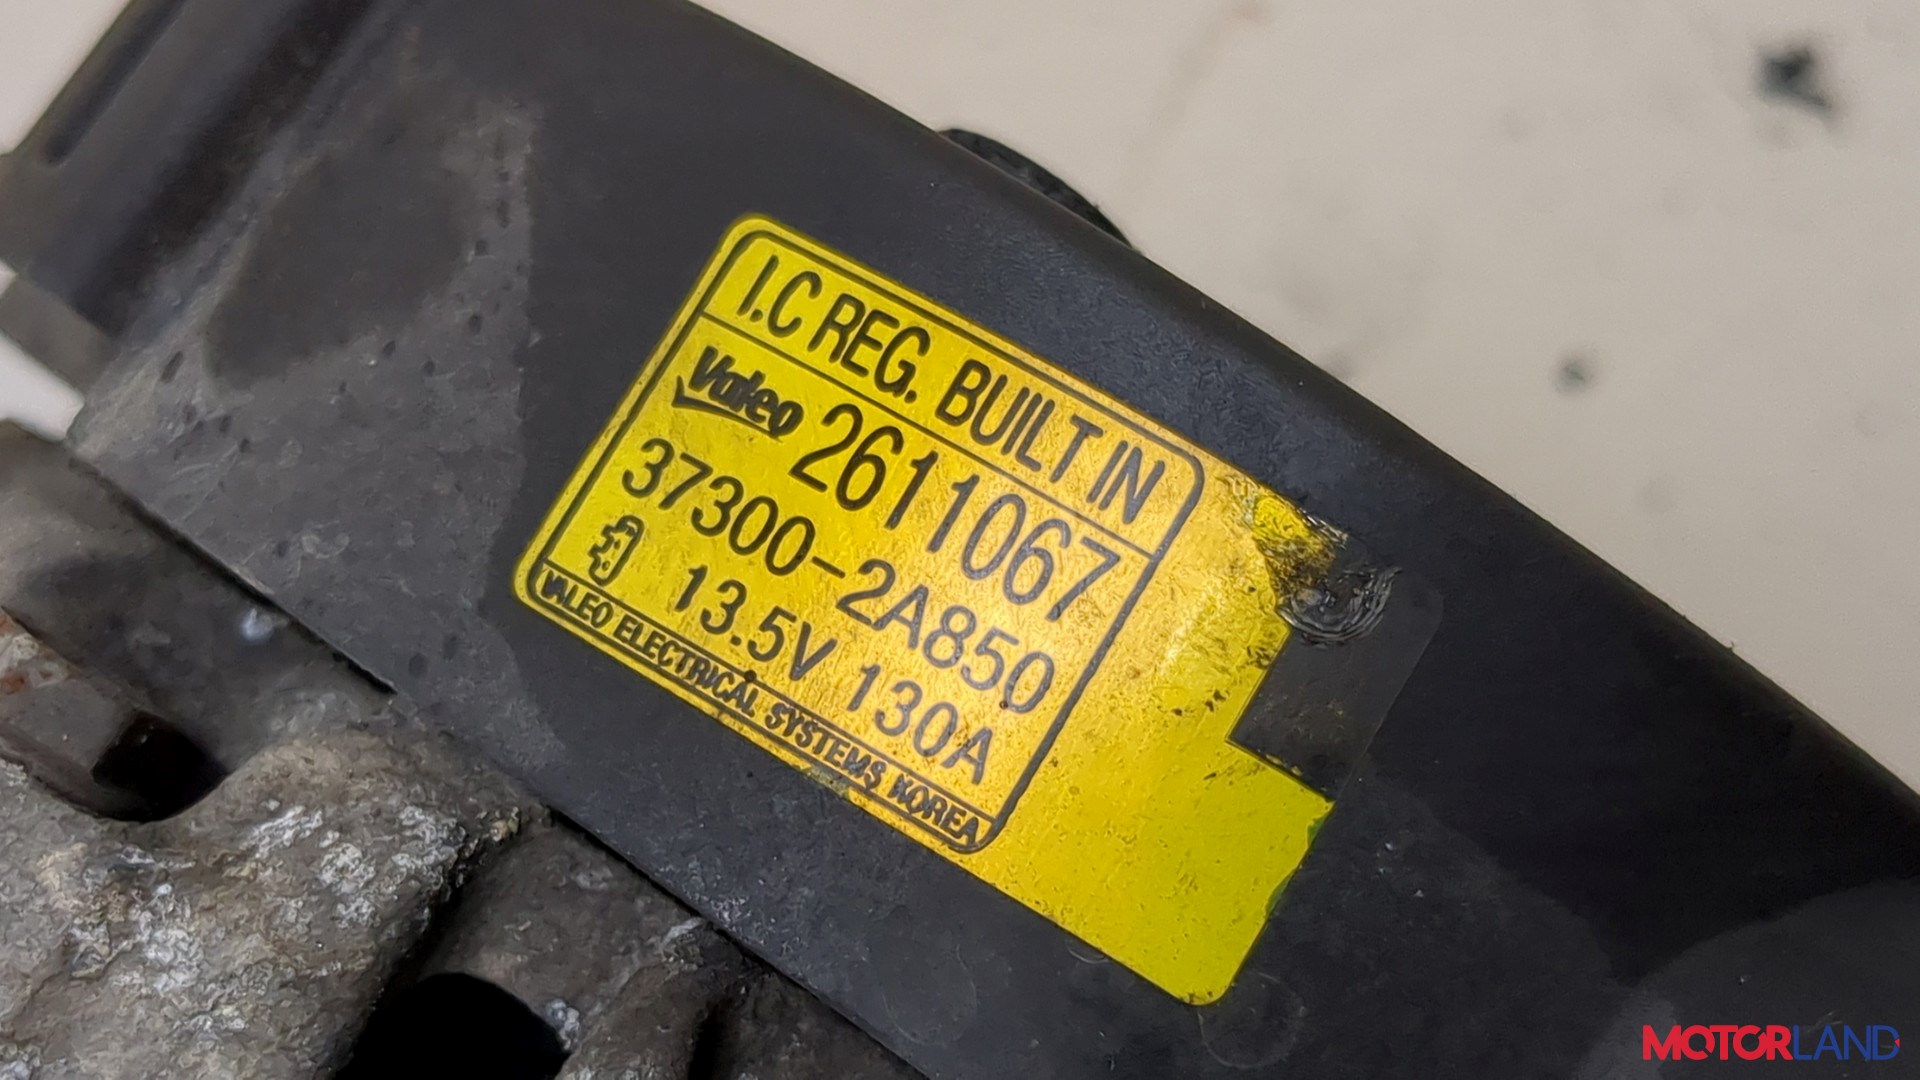 I.C REG. BUILT IN
Valeo 2611067
37300-2A850
13.5V 130A
VALEO ELECTRICAL SYSTEMS KOREA
MOTORLAND